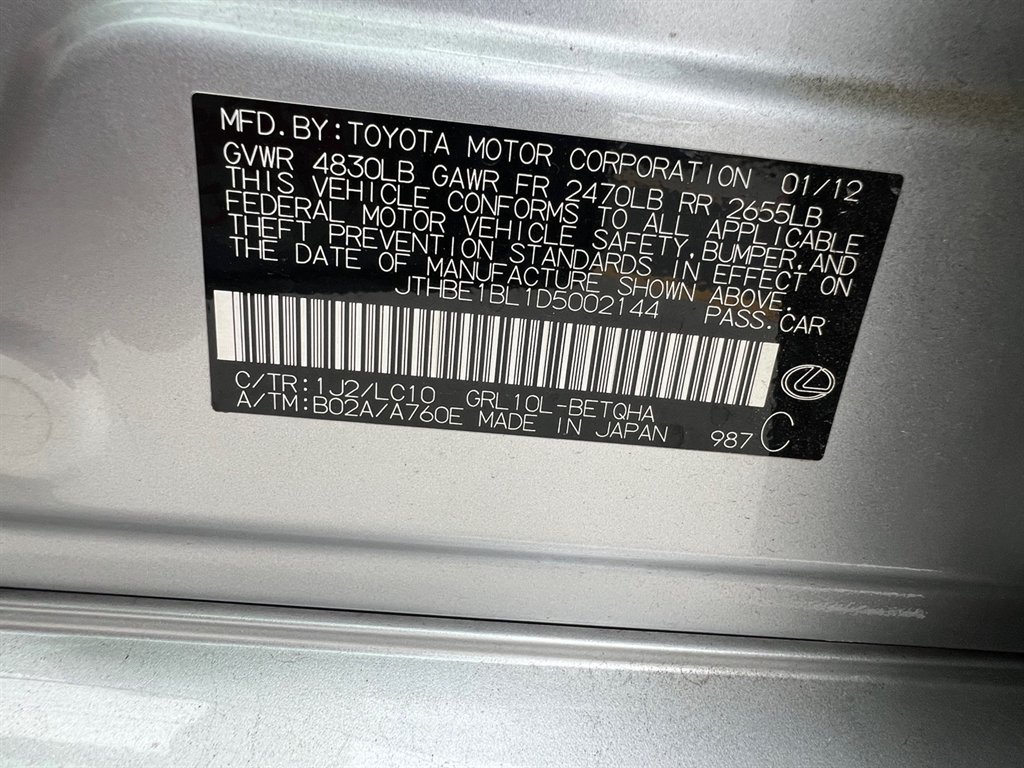 MFD.BY:TOYOTA MOTOR CORPORATION 01/12
GVWR 4830LB GAWR FR 2470LB RR 2655LB
THIS VEHICLE CONFORMS TO ALL APPLICABLE
FEDERAL MOTOR VEHICLE SAFETY,BUMPER,AND
THEFT PREVENTION STANDARDS IN EFFECT ON
THE DATE OF MANUFACTURE SHOWN ABOVE.
JTHBE1BL1D5002144 PASS.CAR
C/TR:1J2/LC10 GRL10L-BETQHA
A/TM:B02A/A760E MADE IN JAPAN 987 C